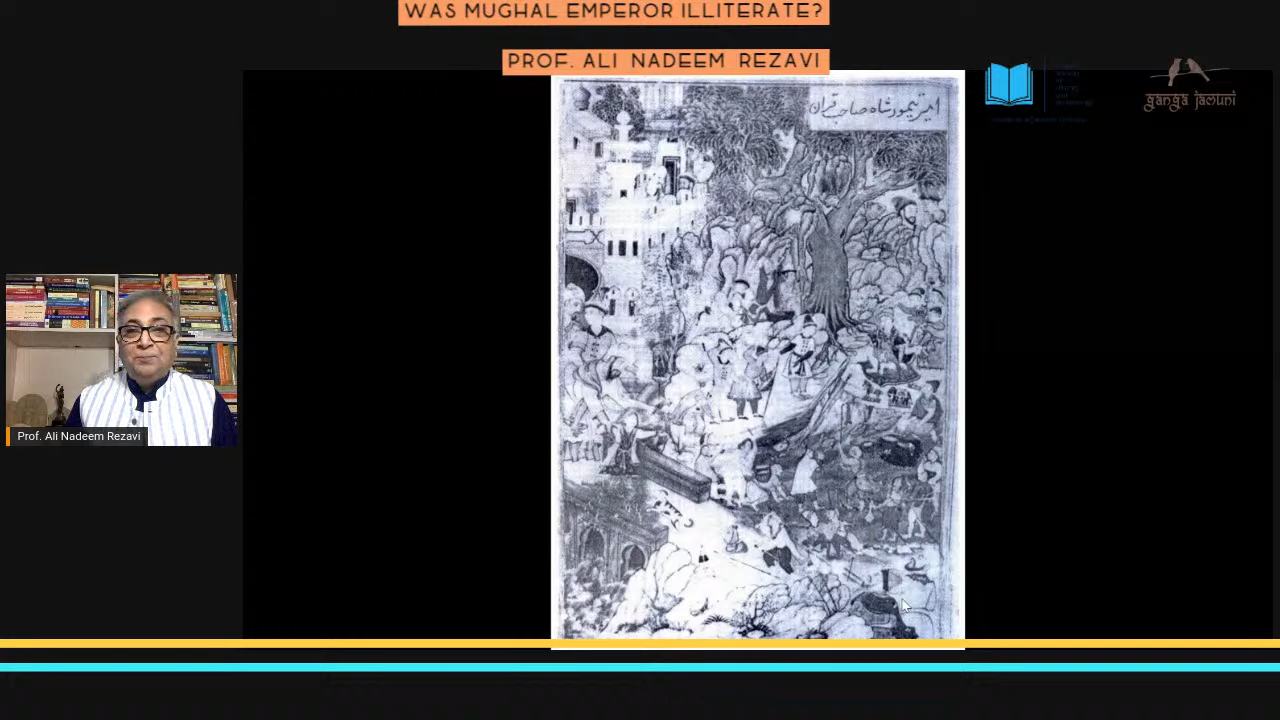 WAS MUGHAL EMPEROR ILLITERATE?
PROF. ALI NADEEM REZAVI
ganga jamuni
امیر تیمور شاه صاحب قران
Prof. Ali Nadeem Rezavi